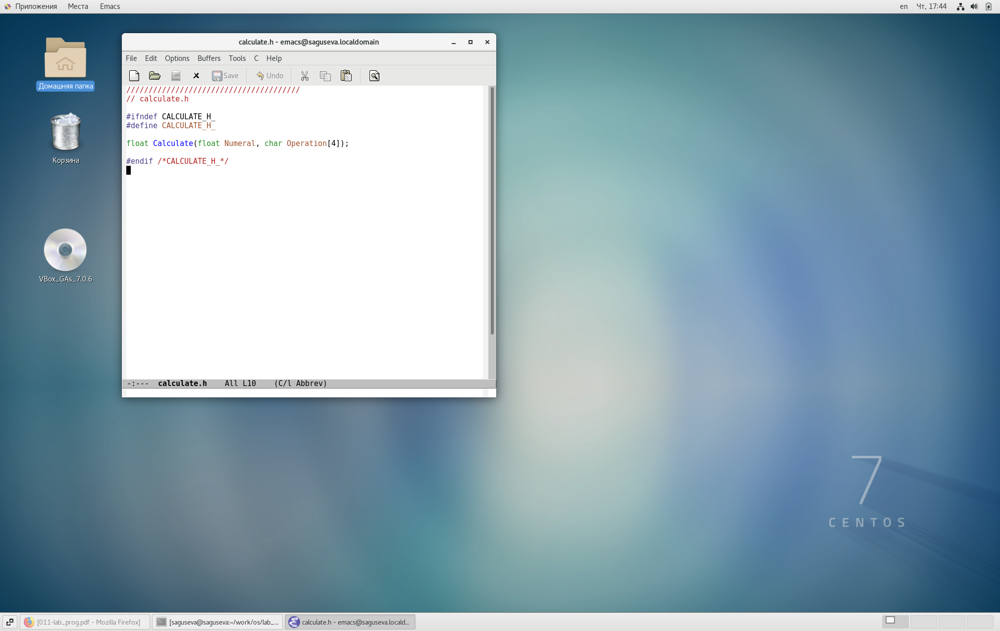 Приложения Места Emacs en Чт, 17:44
calculate.h - emacs@saguseva.localdomain
File Edit Options Buffers Tools C Help
Save Undo
///////////////////////////////////////
// calculate.h
#ifndef CALCULATE_H_
#define CALCULATE_H_
float Calculate(float Numeral, char Operation[4]);
#endif /*CALCULATE_H_*/
-:--- calculate.h All L10 (C/l Abbrev)
Домашняя папка
Корзина
VBox_GAs_7.0.6
7
CENTOS
[011-lab_prog.pdf - Mozilla Firefox] [saguseva@saguseva:~/work/os/lab_... calculate.h - emacs@saguseva.locald...